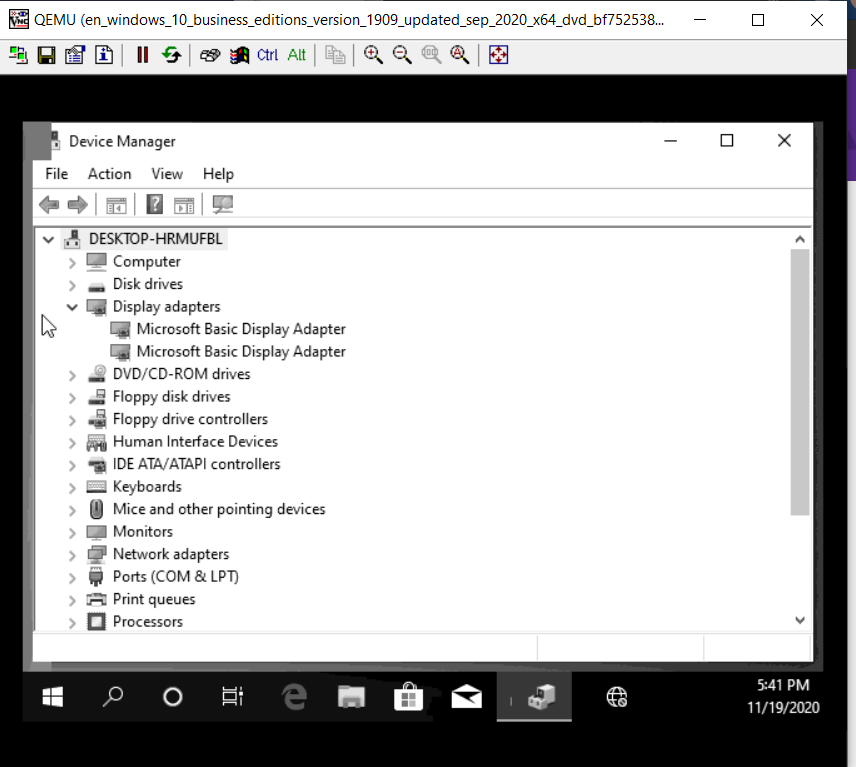 QEMU (en_windows_10_business_editions_version_1909_updated_sep_2020_x64_dvd_bf752538...
Ctrl Alt
Device Manager
File Action View Help
DESKTOP-HRMUFBL
Computer
Disk drives
Display adapters
Microsoft Basic Display Adapter
Microsoft Basic Display Adapter
DVD/CD-ROM drives
Floppy disk drives
Floppy drive controllers
Human Interface Devices
IDE ATA/ATAPI controllers
Keyboards
Mice and other pointing devices
Monitors
Network adapters
Ports (COM & LPT)
Print queues
Processors
5:41 PM
11/19/2020